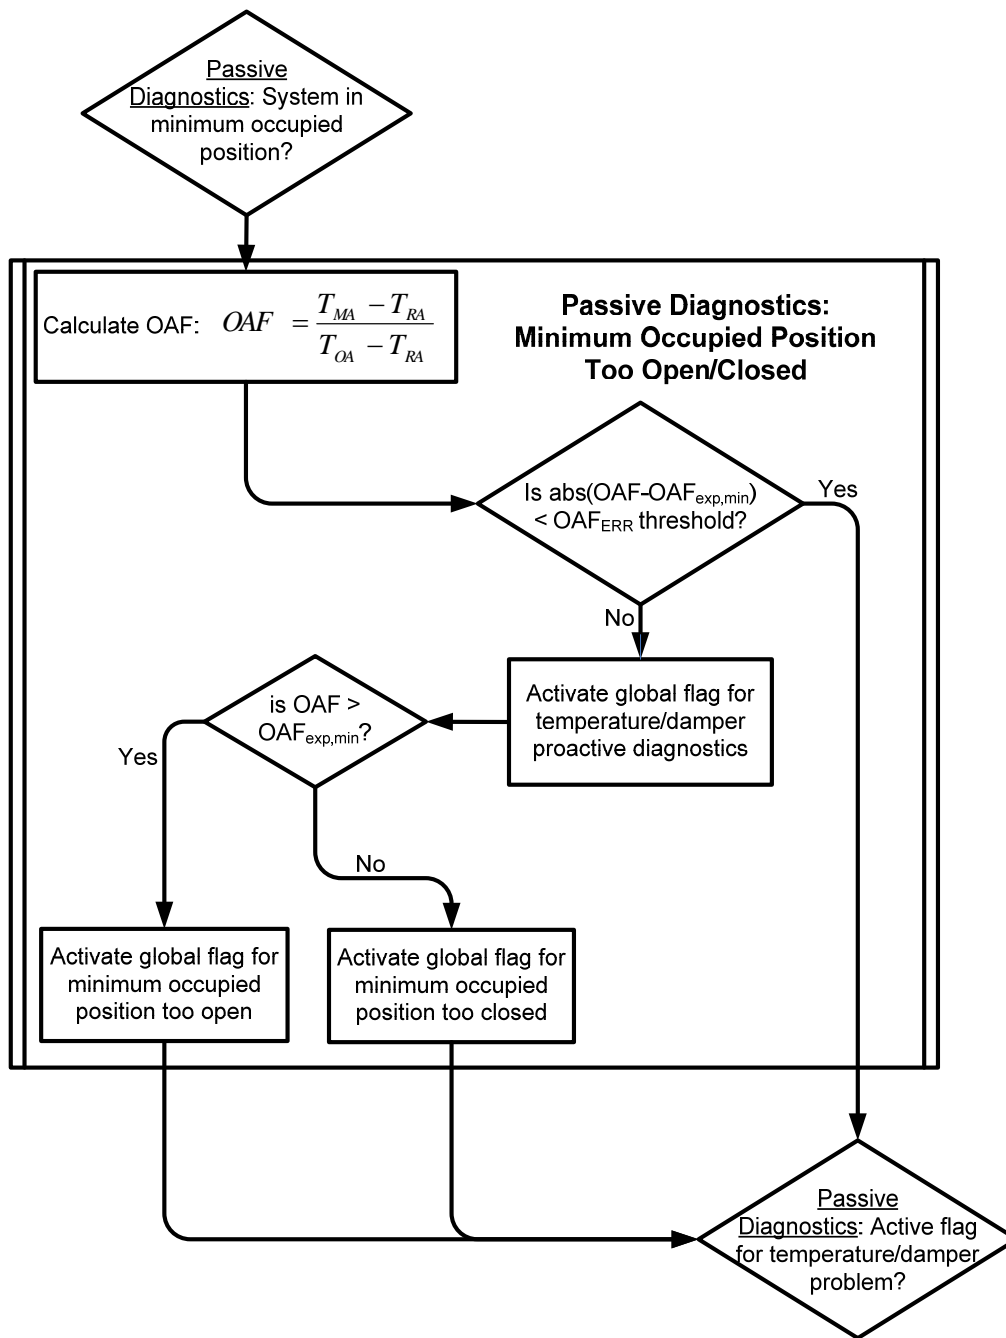 Passive
Diagnostics: System in
minimum occupied
position?
Calculate OAF: OAF = (T_MA − T_RA) / (T_OA − T_RA)
Passive Diagnostics:
Minimum Occupied Position
Too Open/Closed
Is abs(OAF-OAF_exp,min)
< OAF_ERR threshold?
Yes
No
Activate global flag for
temperature/damper
proactive diagnostics
is OAF >
OAF_exp,min?
Yes
No
Activate global flag for
minimum occupied
position too open
Activate global flag for
minimum occupied
position too closed
Passive
Diagnostics: Active flag
for temperature/damper
problem?